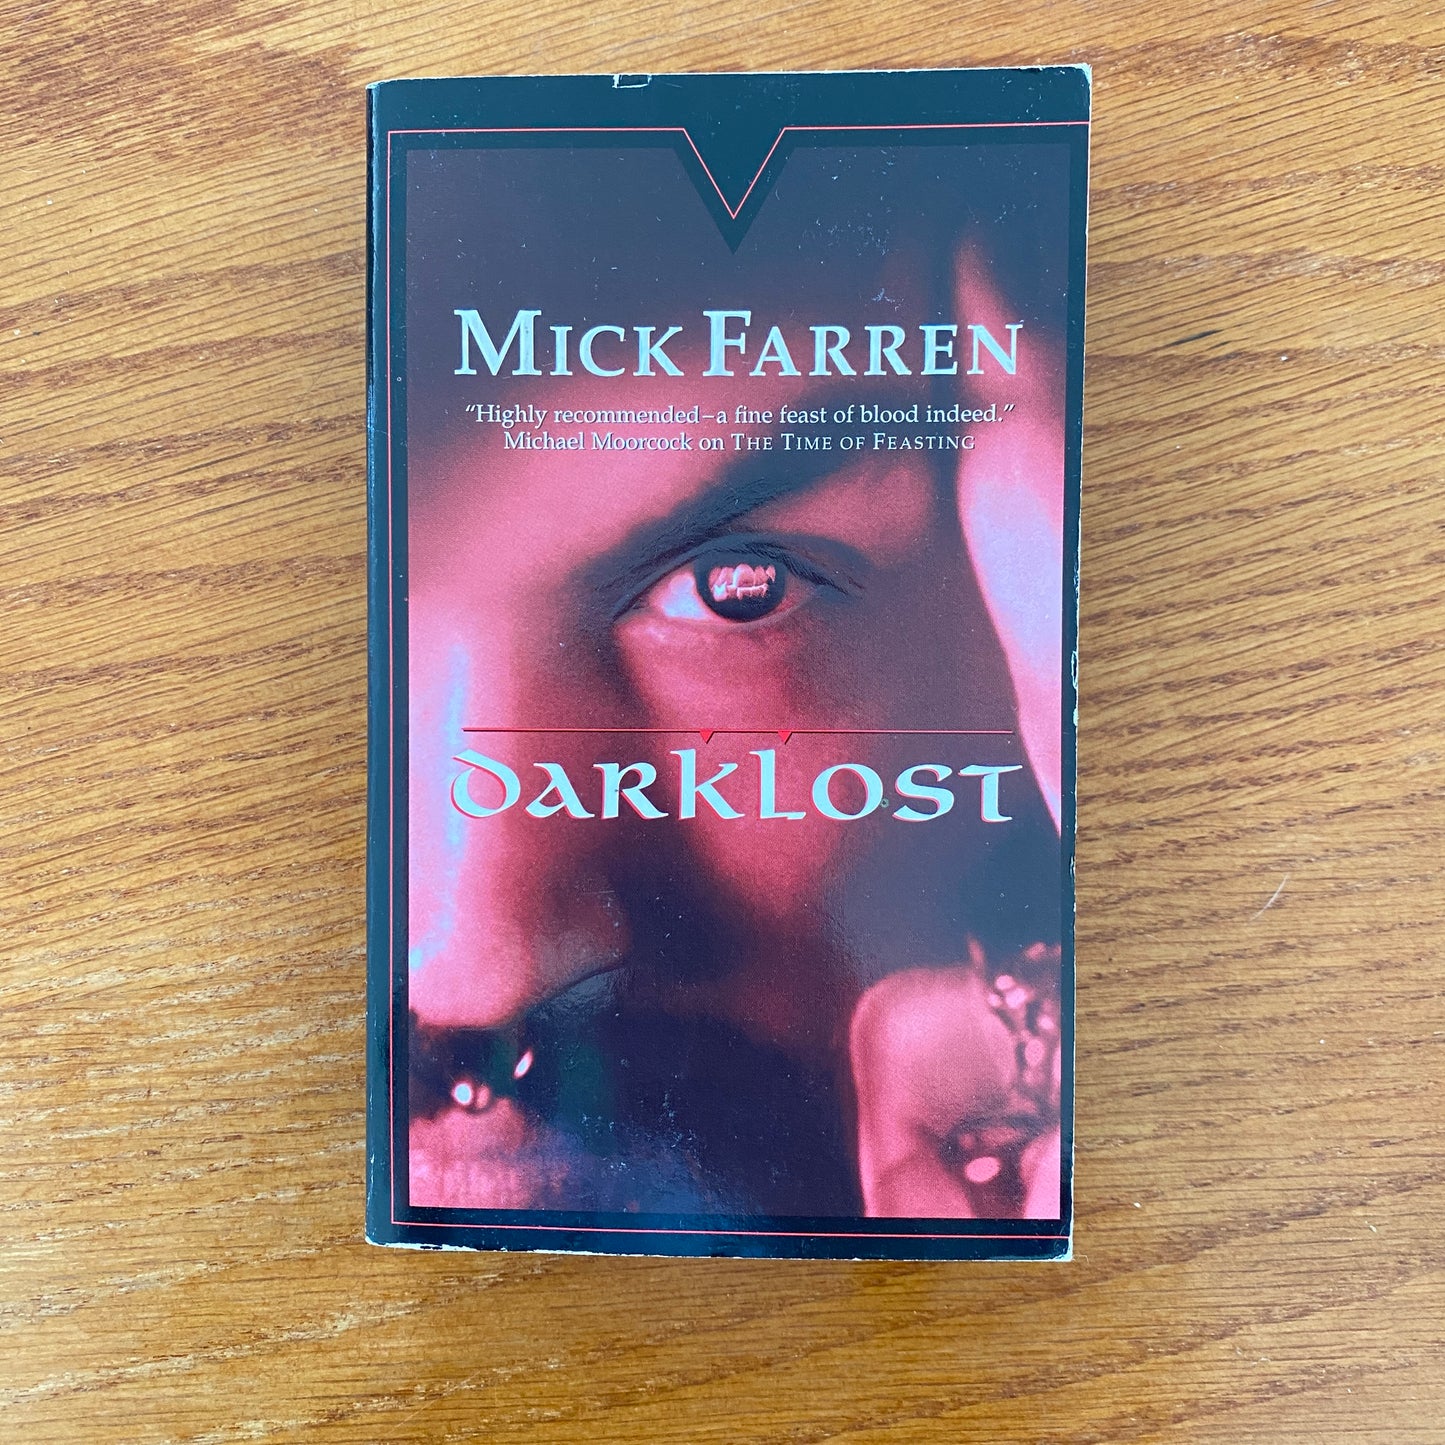 MICK FARREN
“Highly recommended–a fine feast of blood indeed.”
Michael Moorcock on THE TIME OF FEASTING
DARKLOST